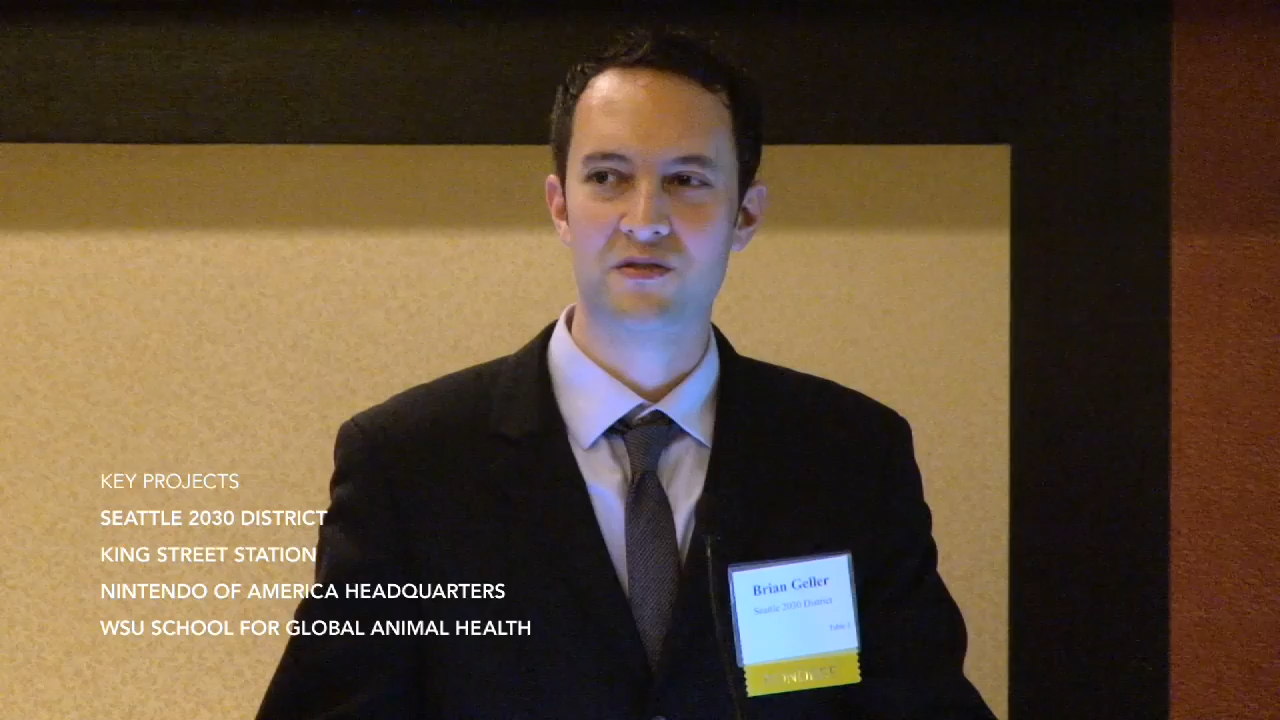 KEY PROJECTS
SEATTLE 2030 DISTRICT
KING STREET STATION
NINTENDO OF AMERICA HEADQUARTERS
WSU SCHOOL FOR GLOBAL ANIMAL HEALTH
Brian Geller
Seattle 2030 District
Table